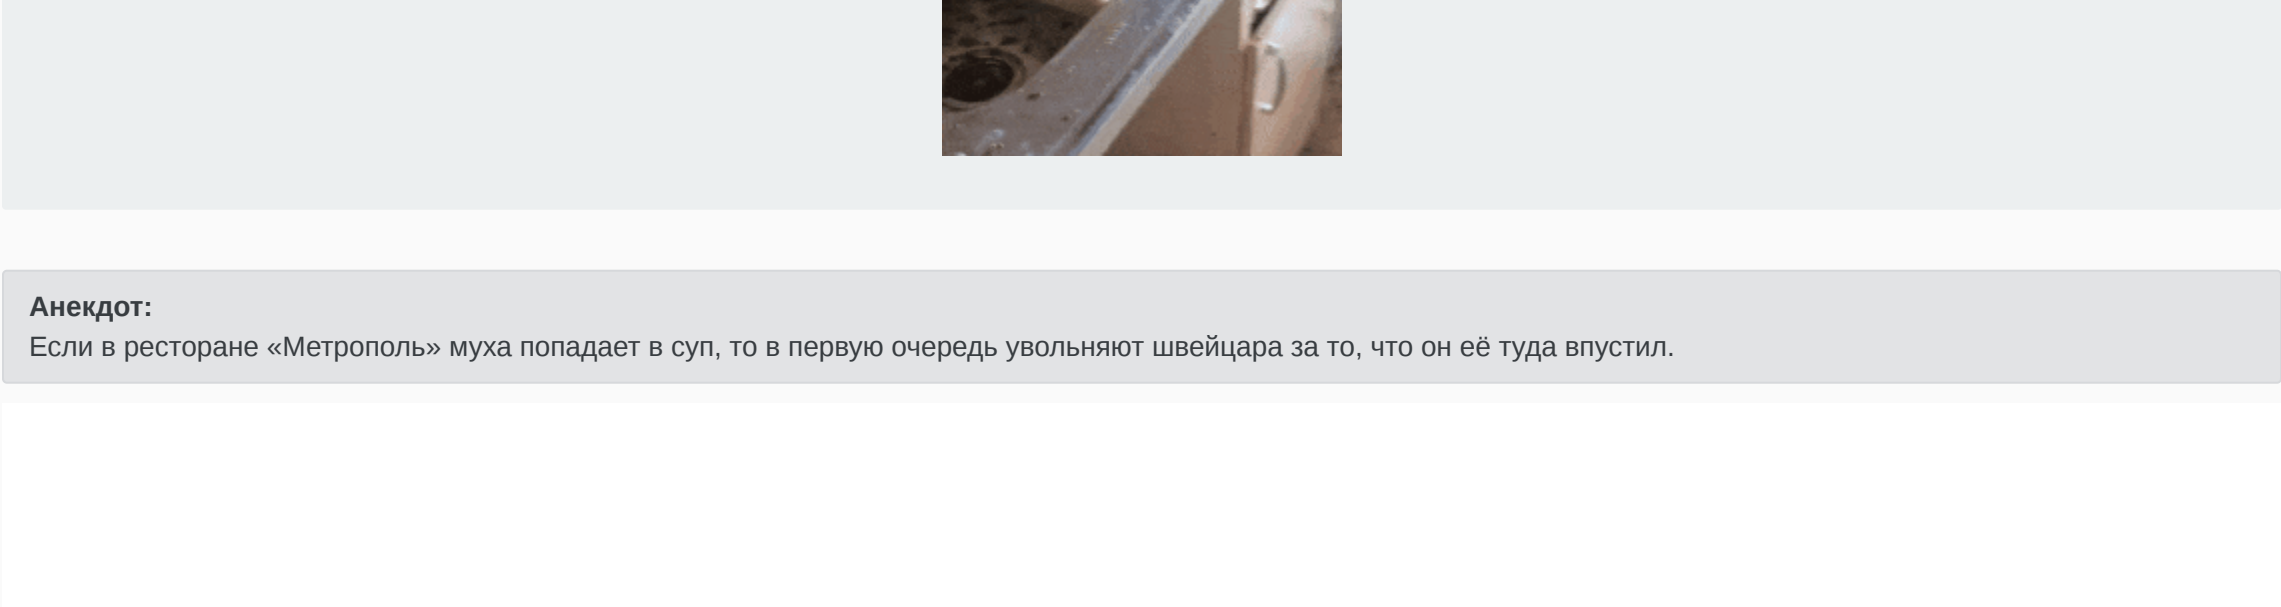 Анекдот:
Если в ресторане «Метрополь» муха попадает в суп, то в первую очередь увольняют швейцара за то, что он её туда впустил.